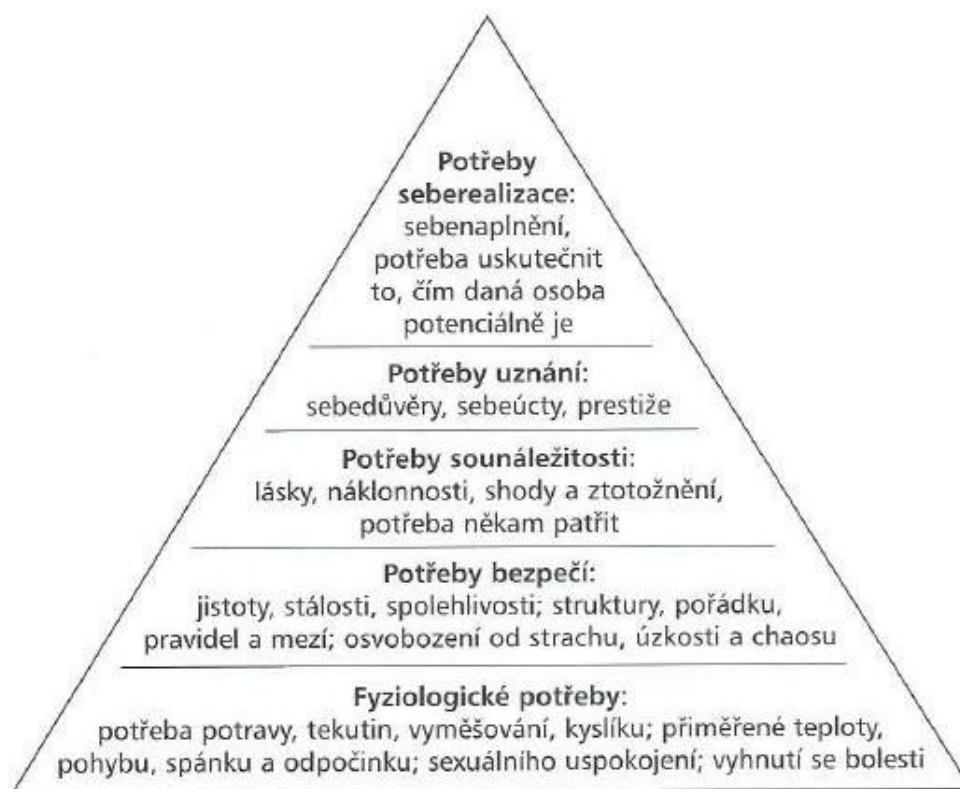 Potřeby
seberealizace:
sebenaplnění,
potřeba uskutečnit
to, čím daná osoba
potenciálně je
Potřeby uznání:
sebedůvěry, sebeúcty, prestiže
Potřeby sounáležitosti:
lásky, náklonnosti, shody a ztotožnění,
potřeba někam patřit
Potřeby bezpečí:
jistoty, stálosti, spolehlivosti; struktury, pořádku,
pravidel a mezí; osvobození od strachu, úzkosti a chaosu
Fyziologické potřeby:
potřeba potravy, tekutin, vyměšování, kyslíku; přiměřené teploty,
pohybu, spánku a odpočinku; sexuálního uspokojení; vyhnutí se bolesti